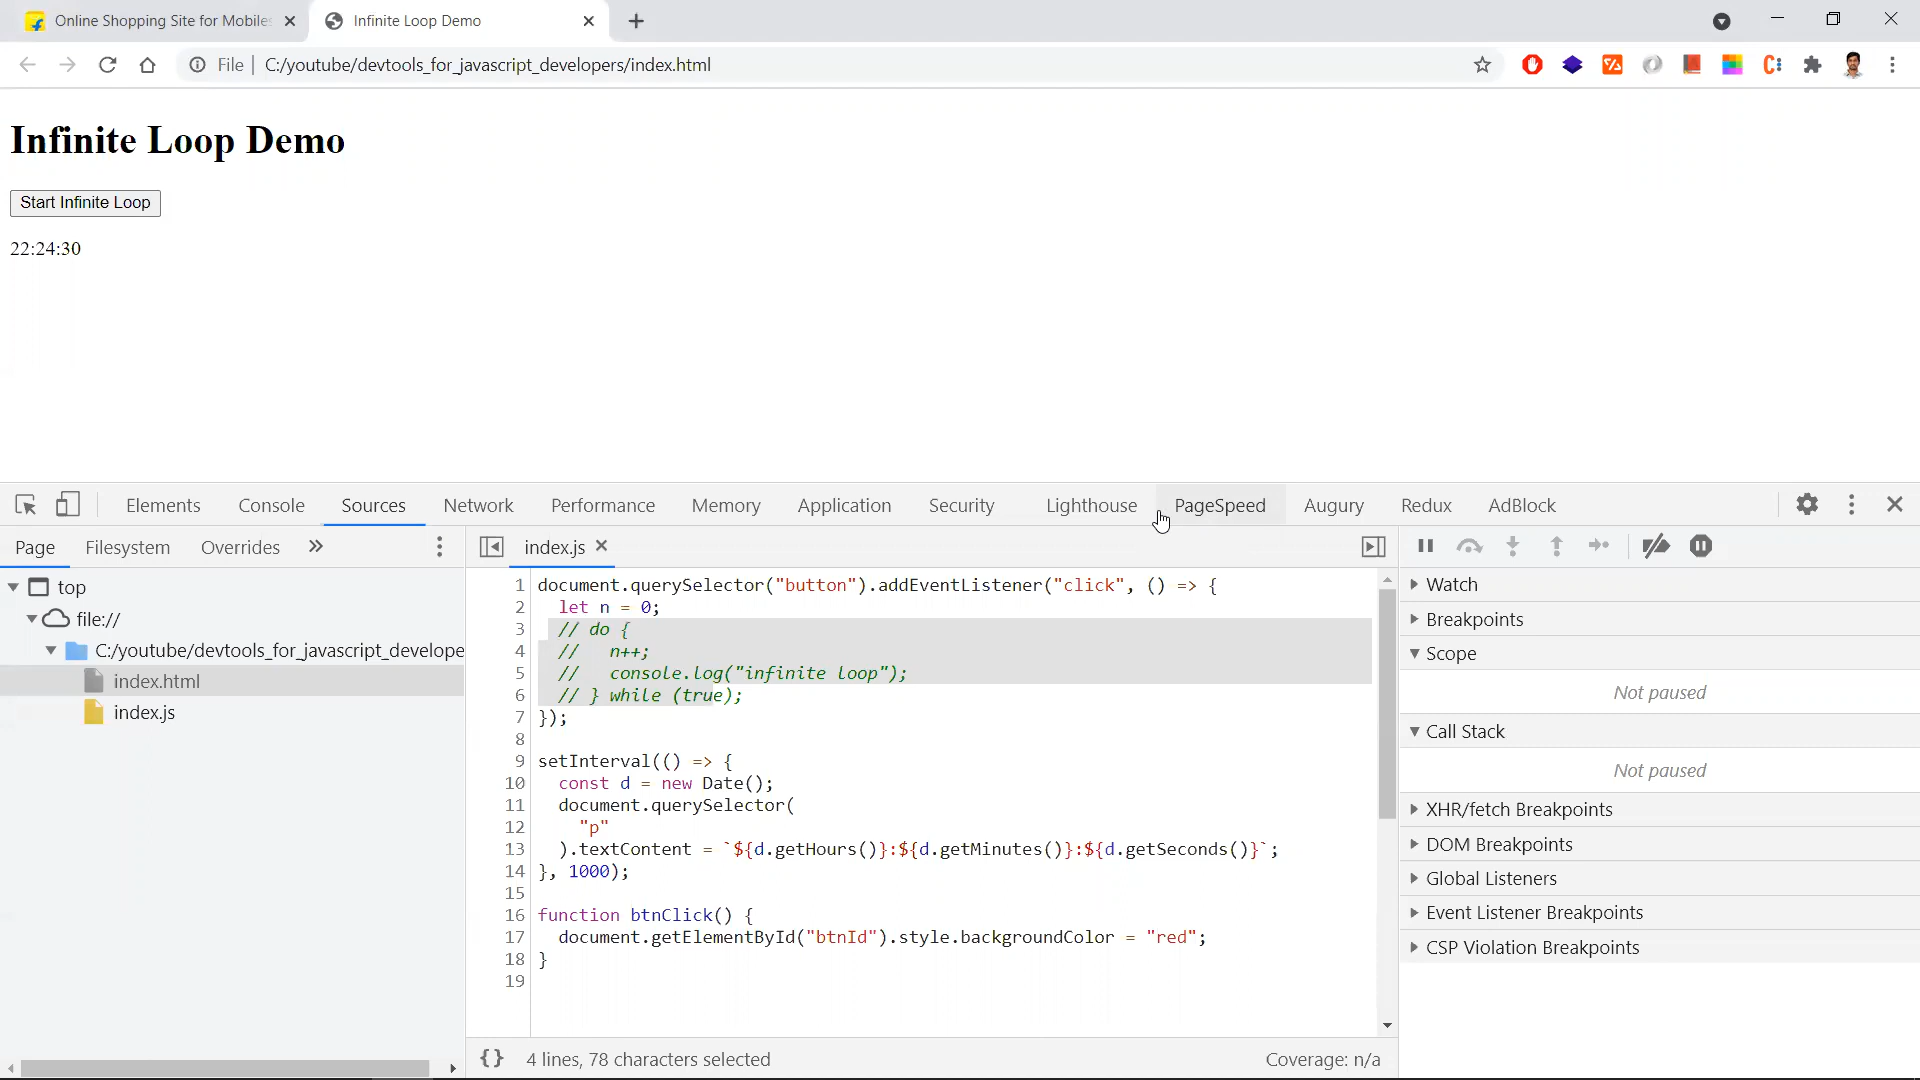 Online Shopping Site for Mobiles
Infinite Loop Demo
File
C:/youtube/devtools_for_javascript_developers/index.html
Infinite Loop Demo
Start Infinite Loop
22:24:30
Elements Console Sources Network Performance Memory Application Security Lighthouse PageSpeed Augury Redux AdBlock
Page Filesystem Overrides
index.js
top
file://
C:/youtube/devtools_for_javascript_develope
index.html
index.js
1 document.querySelector("button").addEventListener("click", () => {
2 let n = 0;
3 // do {
4 // n++;
5 // console.log("infinite loop");
6 // } while (true);
7 });
8
9 setInterval(() => {
10 const d = new Date();
11 document.querySelector(
12 "p"
13 ).textContent = `${d.getHours()}:${d.getMinutes()}:${d.getSeconds()}`;
14 }, 1000);
15
16 function btnClick() {
17 document.getElementById("btnId").style.backgroundColor = "red";
18 }
19
{} 4 lines, 78 characters selected
Coverage: n/a
Watch
Breakpoints
Scope
Not paused
Call Stack
Not paused
XHR/fetch Breakpoints
DOM Breakpoints
Global Listeners
Event Listener Breakpoints
CSP Violation Breakpoints